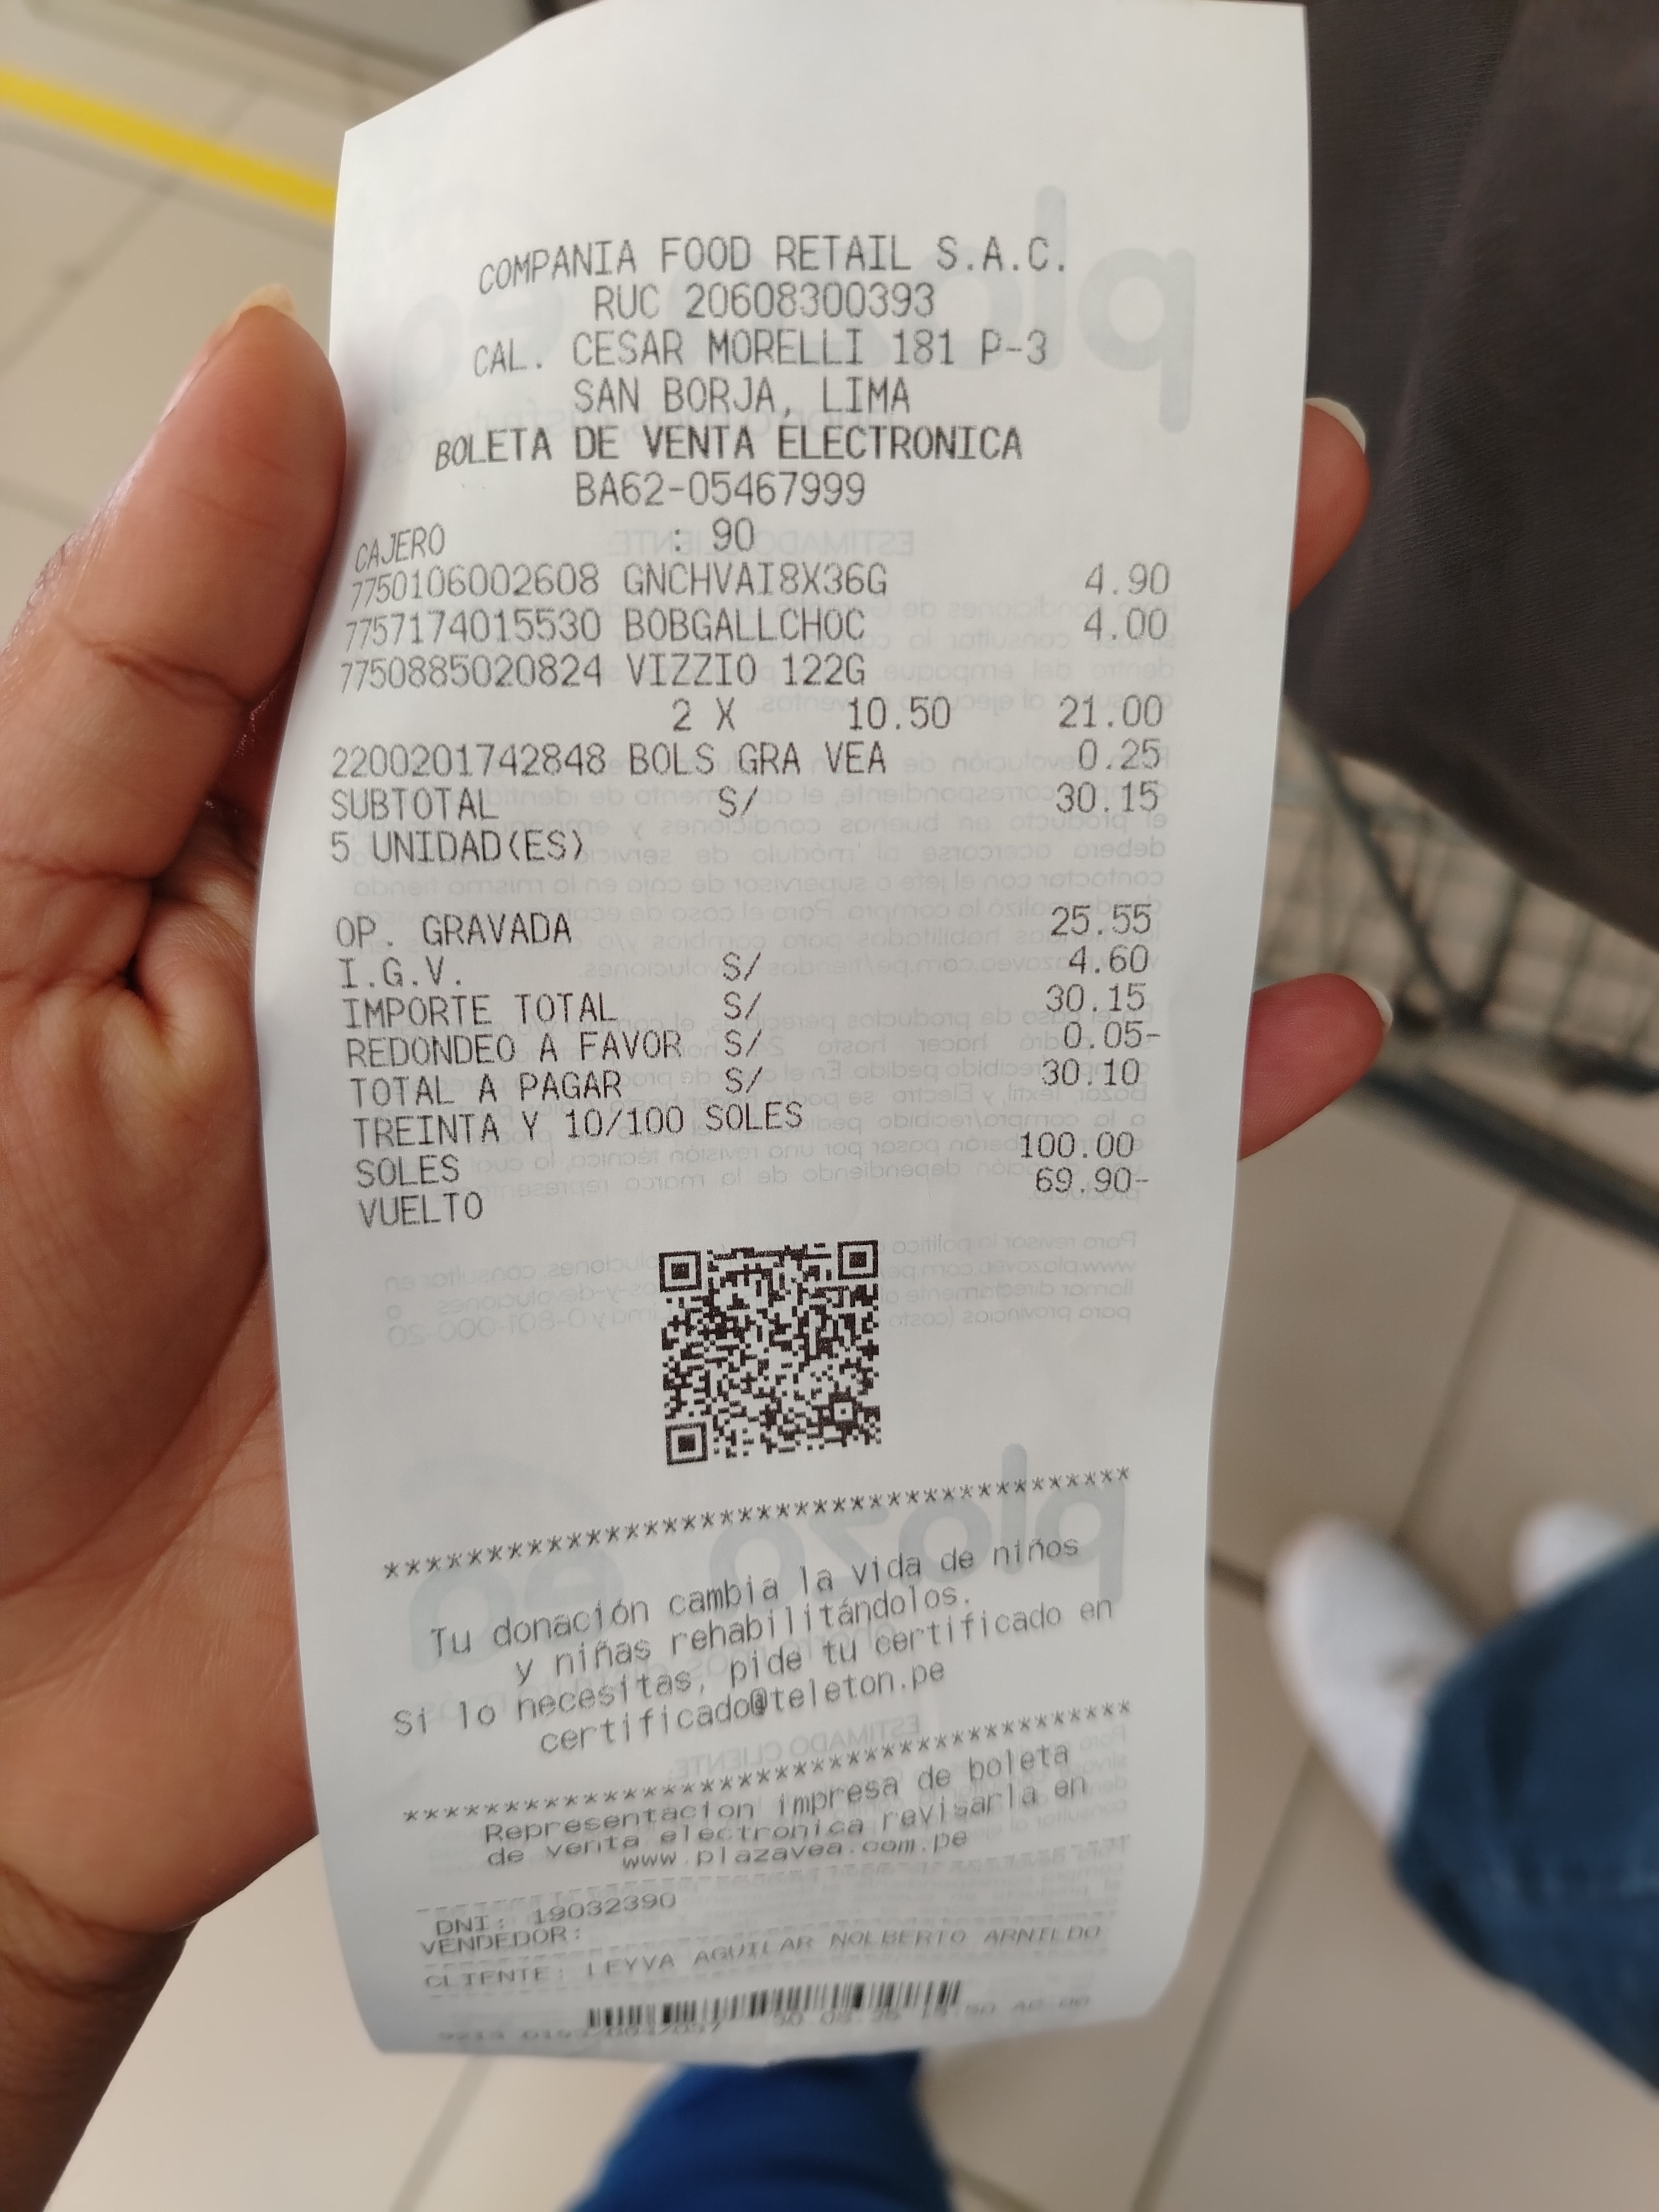 COMPANIA FOOD RETAIL S.A.C.
RUC 20608300393
CAL. CESAR MORELLI 181 P-3
SAN BORJA, LIMA
BOLETA DE VENTA ELECTRONICA
BA62-05467999
CAJERO : 90
7750106002608 GNCHVAI8X36G 4.90
7757174015530 BOBGALLCHOC 4.00
7750885020824 VIZZIO 122G
2 X 10.50 21.00
2200201742848 BOLS GRA VEA 0.25
SUBTOTAL S/ 30.15
5 UNIDAD(ES)
OP. GRAVADA 25.55
I.G.V. S/ 4.60
IMPORTE TOTAL S/ 30.15
REDONDEO A FAVOR S/ 0.05-
TOTAL A PAGAR S/ 30.10
TREINTA Y 10/100 SOLES
SOLES 100.00
VUELTO 69.90-
****************************************
Tu donación cambia la vida de niños
y niñas rehabilitándolos.
Si lo necesitas, pide tu certificado en
certificado@teleton.pe
****************************************
Representacion impresa de boleta
de venta electronica revisarla en
www.plazavea.com.pe
DNI: 19032390
VENDEDOR:
CLIENTE: LEYVA AGUILAR NOLBERTO ARNILDO